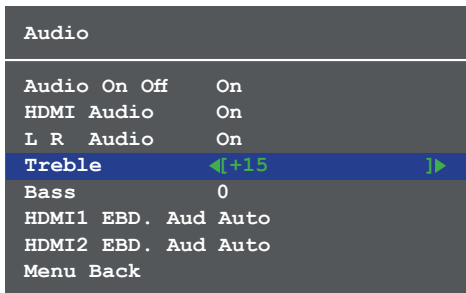 Audio
Audio On Off On
HDMI Audio On
L R Audio On
Treble ◀[+15 ]▶
Bass 0
HDMI1 EBD. Aud Auto
HDMI2 EBD. Aud Auto
Menu Back